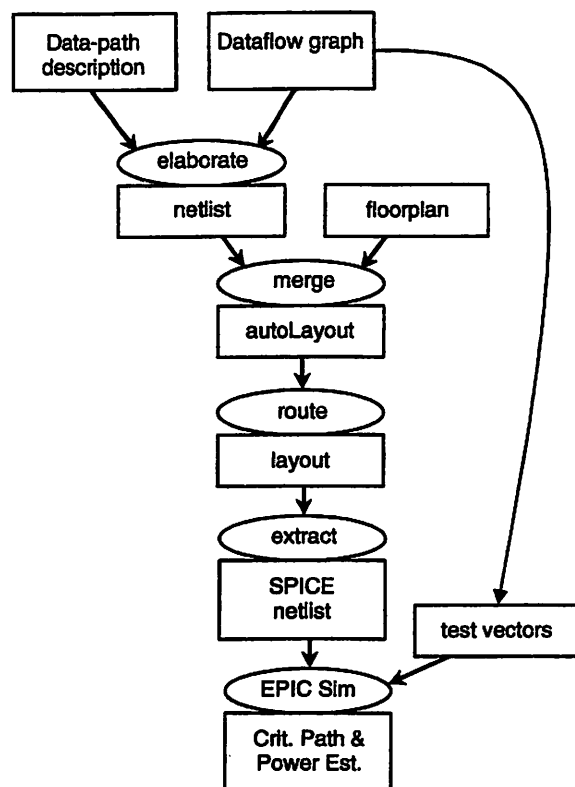 Data-path
description
Dataflow graph
elaborate
netlist
floorplan
merge
autoLayout
route
layout
extract
SPICE
netlist
test vectors
EPIC Sim
Crit. Path &
Power Est.